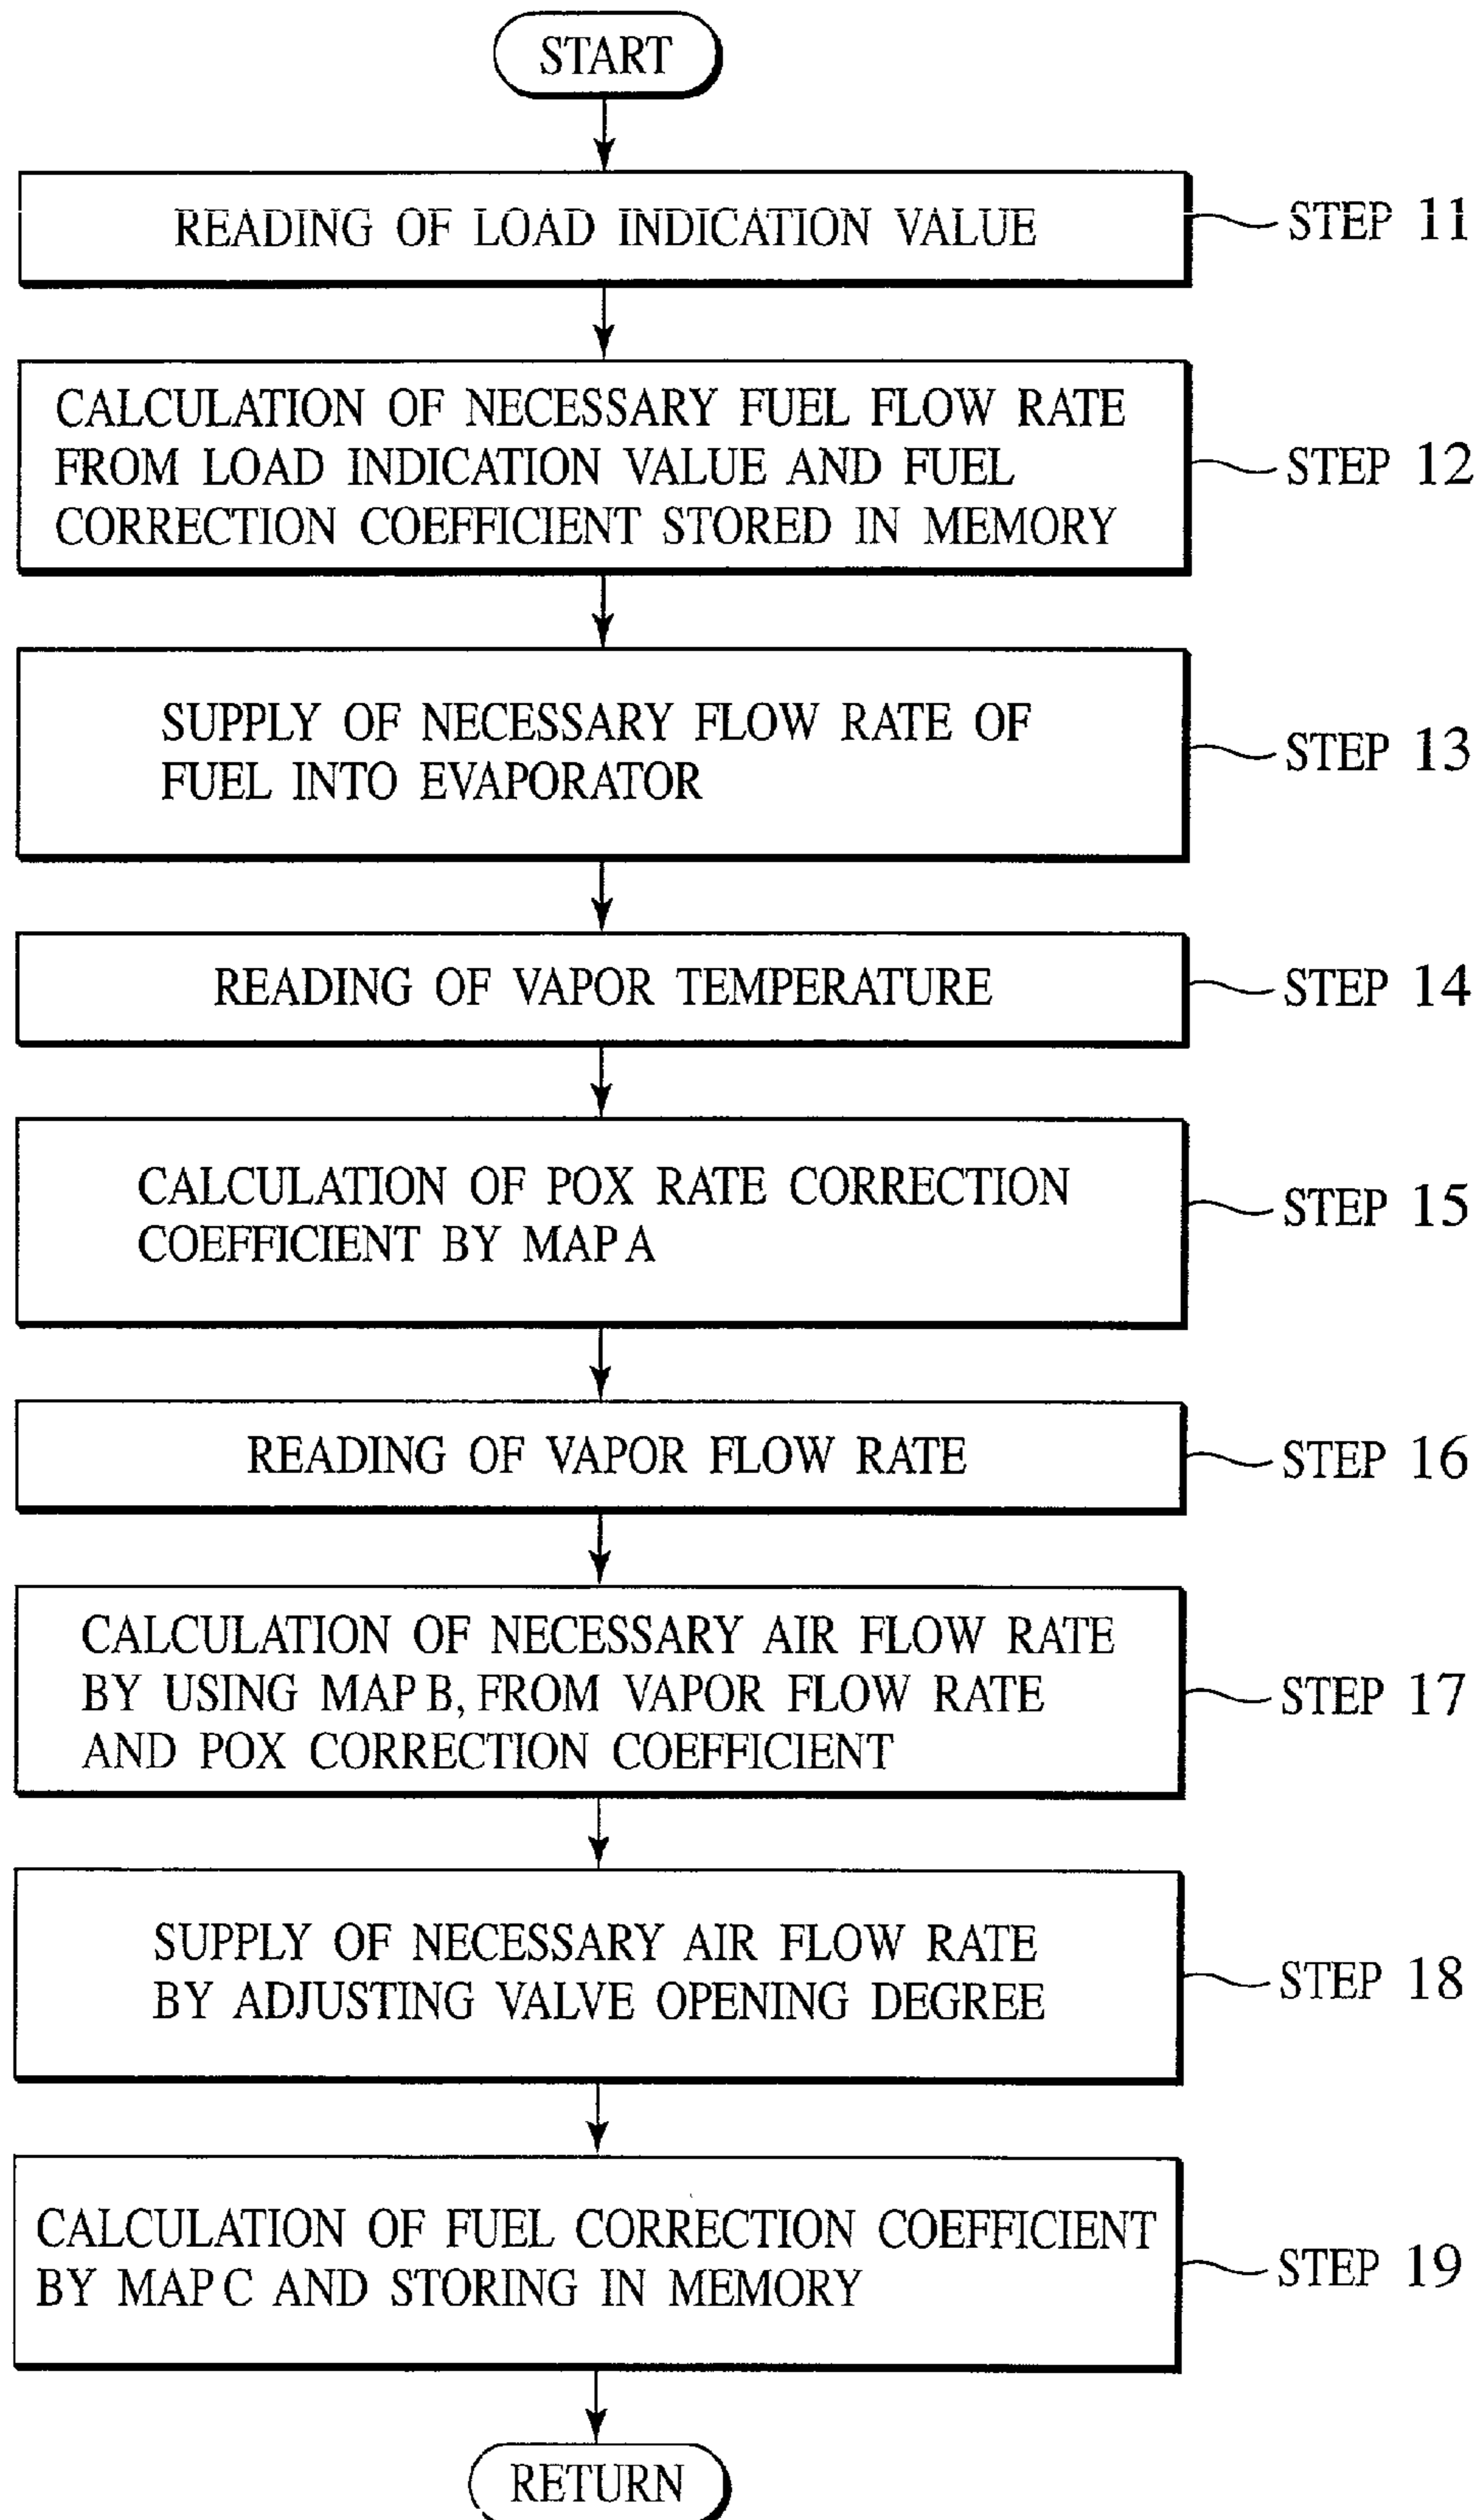 START
READING OF LOAD INDICATION VALUE
STEP 11
CALCULATION OF NECESSARY FUEL FLOW RATE
FROM LOAD INDICATION VALUE AND FUEL
CORRECTION COEFFICIENT STORED IN MEMORY
STEP 12
SUPPLY OF NECESSARY FLOW RATE OF
FUEL INTO EVAPORATOR
STEP 13
READING OF VAPOR TEMPERATURE
STEP 14
CALCULATION OF POX RATE CORRECTION
COEFFICIENT BY MAP A
STEP 15
READING OF VAPOR FLOW RATE
STEP 16
CALCULATION OF NECESSARY AIR FLOW RATE
BY USING MAP B, FROM VAPOR FLOW RATE
AND POX CORRECTION COEFFICIENT
STEP 17
SUPPLY OF NECESSARY AIR FLOW RATE
BY ADJUSTING VALVE OPENING DEGREE
STEP 18
CALCULATION OF FUEL CORRECTION COEFFICIENT
BY MAP C AND STORING IN MEMORY
STEP 19
RETURN